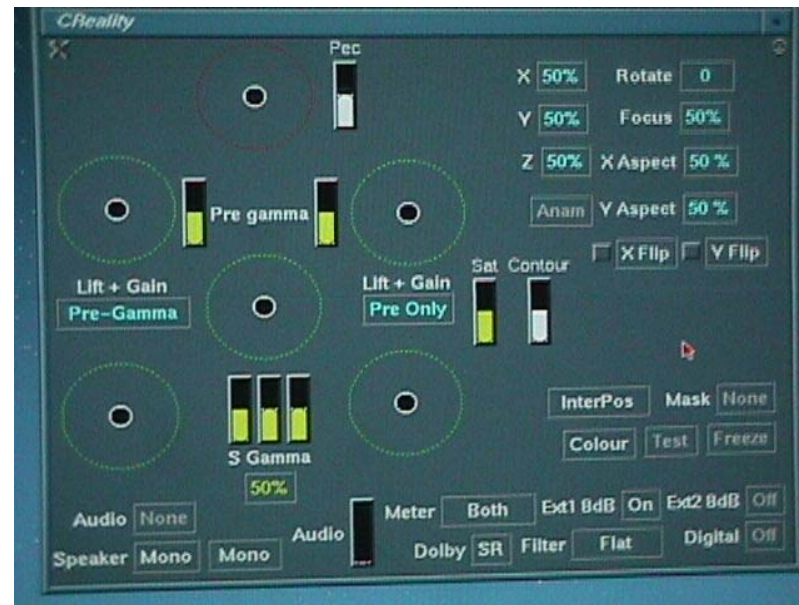 CReality
Pec
X 50% Rotate 0
Y 50% Focus 50%
Z 50% X Aspect 50 %
Anam Y Aspect 50 %
X Flip Y Flip
Pre gamma
Sat Contour
Lift + Gain
Pre-Gamma
Lift + Gain
Pre Only
InterPos Mask None
Colour Test Freeze
S Gamma
50%
Audio None
Speaker Mono Mono
Audio
Meter Both Ext1 8dB On Ext2 8dB Off
Dolby SR Filter Flat Digital Off